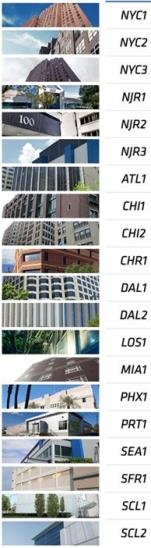 NYC1
NYC2
NYC3
NJR1
100
NJR2
NJR3
ATL1
CHI1
CHI2
CHR1
DAL1
DAL2
LOS1
MIA1
PHX1
PRT1
SEA1
SFR1
SCL1
SCL2